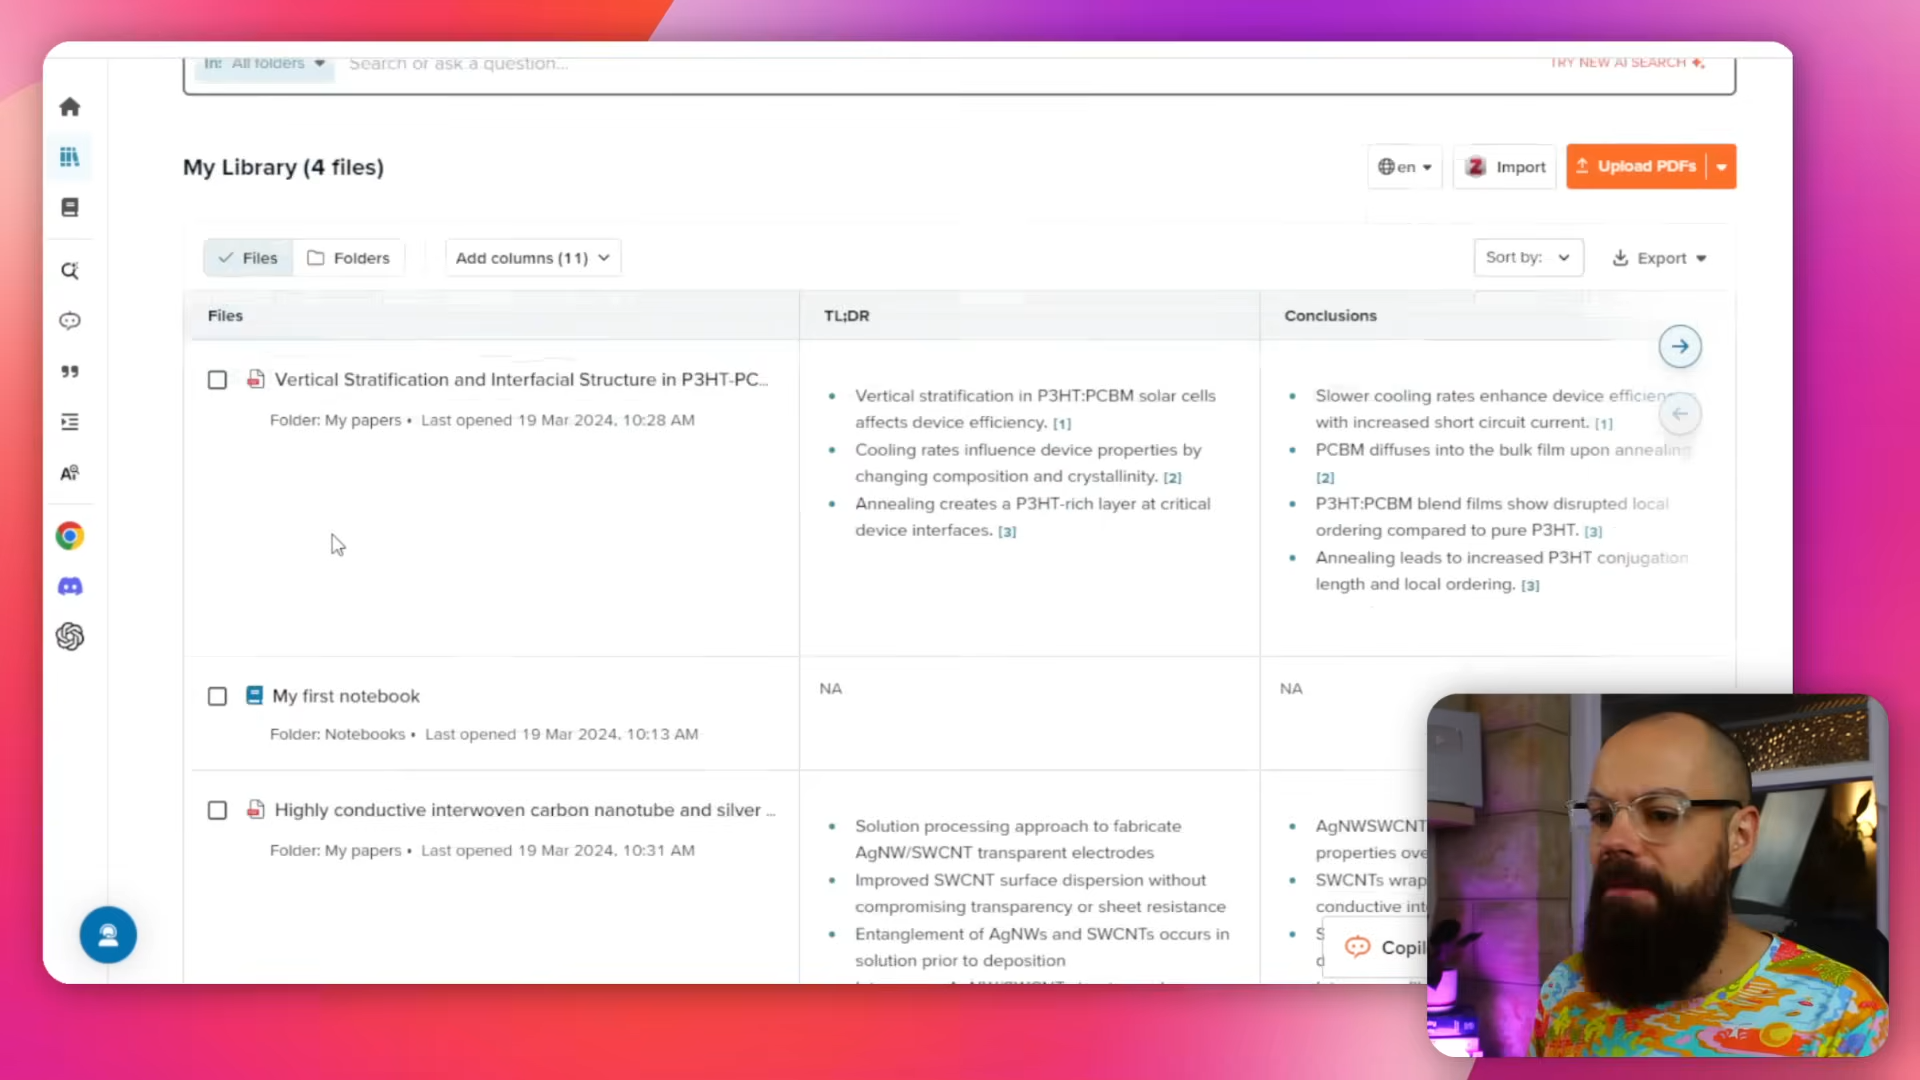 In: All folders Search or ask a question... TRY NEW AI SEARCH
My Library (4 files)
en Import Upload PDFs
Files Folders Add columns (11) Sort by: Export
Files TL;DR Conclusions
Vertical Stratification and Interfacial Structure in P3HT-PC...
Folder: My papers • Last opened 19 Mar 2024, 10:28 AM
• Vertical stratification in P3HT:PCBM solar cells
affects device efficiency. [1]
• Cooling rates influence device properties by
changing composition and crystallinity. [2]
• Annealing creates a P3HT-rich layer at critical
device interfaces. [3]
• Slower cooling rates enhance device efficien
with increased short circuit current. [1]
• PCBM diffuses into the bulk film upon annealing
[2]
• P3HT:PCBM blend films show disrupted local
ordering compared to pure P3HT. [3]
• Annealing leads to increased P3HT conjugation
length and local ordering. [3]
My first notebook
Folder: Notebooks • Last opened 19 Mar 2024, 10:13 AM
NA
NA
Highly conductive interwoven carbon nanotube and silver ...
Folder: My papers • Last opened 19 Mar 2024, 10:31 AM
• Solution processing approach to fabricate
AgNW/SWCNT transparent electrodes
• Improved SWCNT surface dispersion without
compromising transparency or sheet resistance
• Entanglement of AgNWs and SWCNTs occurs in
solution prior to deposition
• AgNWSWCNT
properties ove
• SWCNTs wrap
conductive int
Copil